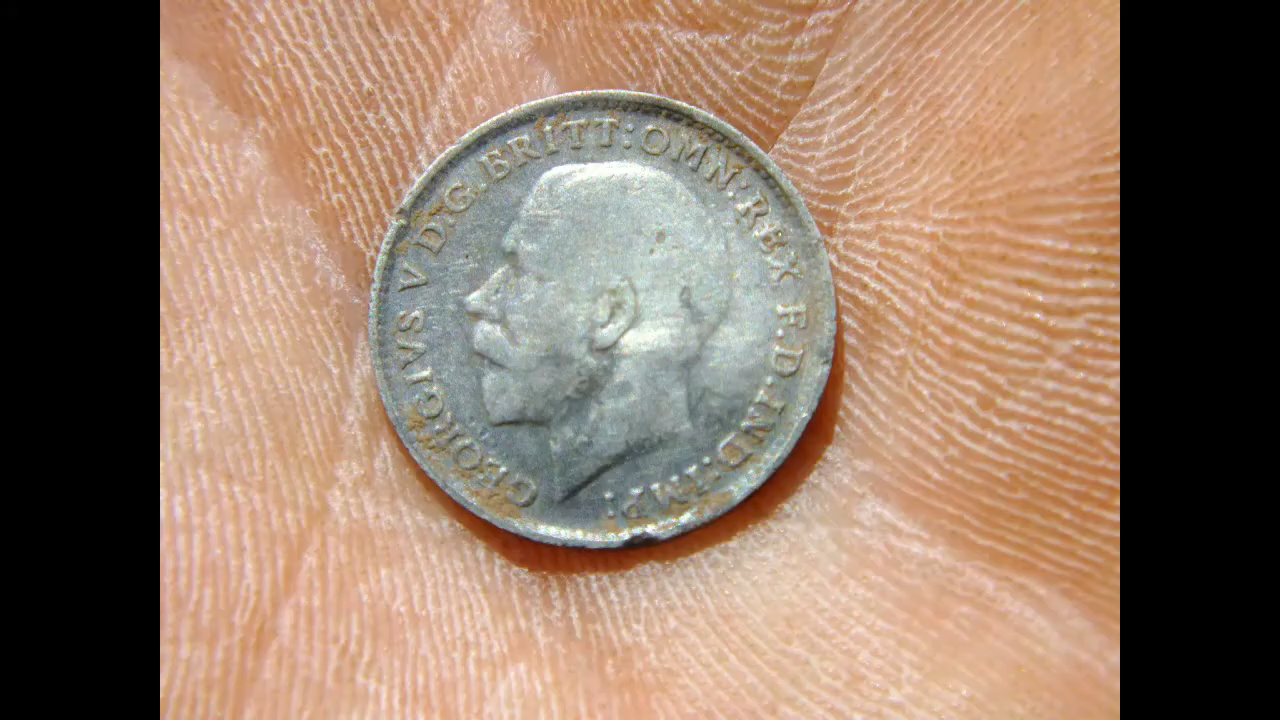 GEORGIVS V D.G. BRITT: OMN: REX F.D. IND: IMP: